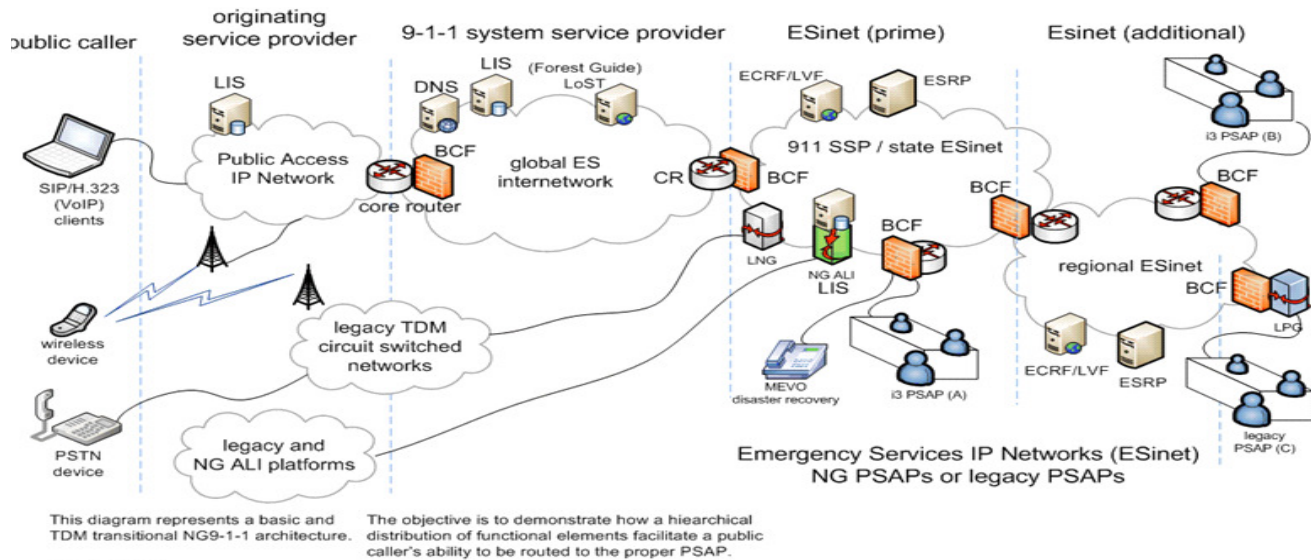 public caller
originating
service provider
9-1-1 system service provider
ESinet (prime)
Esinet (additional)
LIS
DNS
LIS
(Forest Guide)
LoST
ECRF/LVF
ESRP
i3 PSAP (B)
SIP/H.323
(VoIP)
clients
Public Access
IP Network
BCF
core router
global ES
internetwork
CR
BCF
911 SSP / state ESinet
BCF
BCF
LNG
NG ALI
LIS
BCF
regional ESinet
BCF
LPG
wireless
device
legacy TDM
circuit switched
networks
MEVO
disaster recovery
i3 PSAP (A)
ECRF/LVF
ESRP
legacy
PSAP (C)
PSTN
device
legacy and
NG ALI platforms
Emergency Services IP Networks (ESinet)
NG PSAPs or legacy PSAPs
This diagram represents a basic and
TDM transitional NG9-1-1 architecture.
The objective is to demonstrate how a hierarchical
distribution of functional elements facilitate a public
caller's ability to be routed to the proper PSAP.